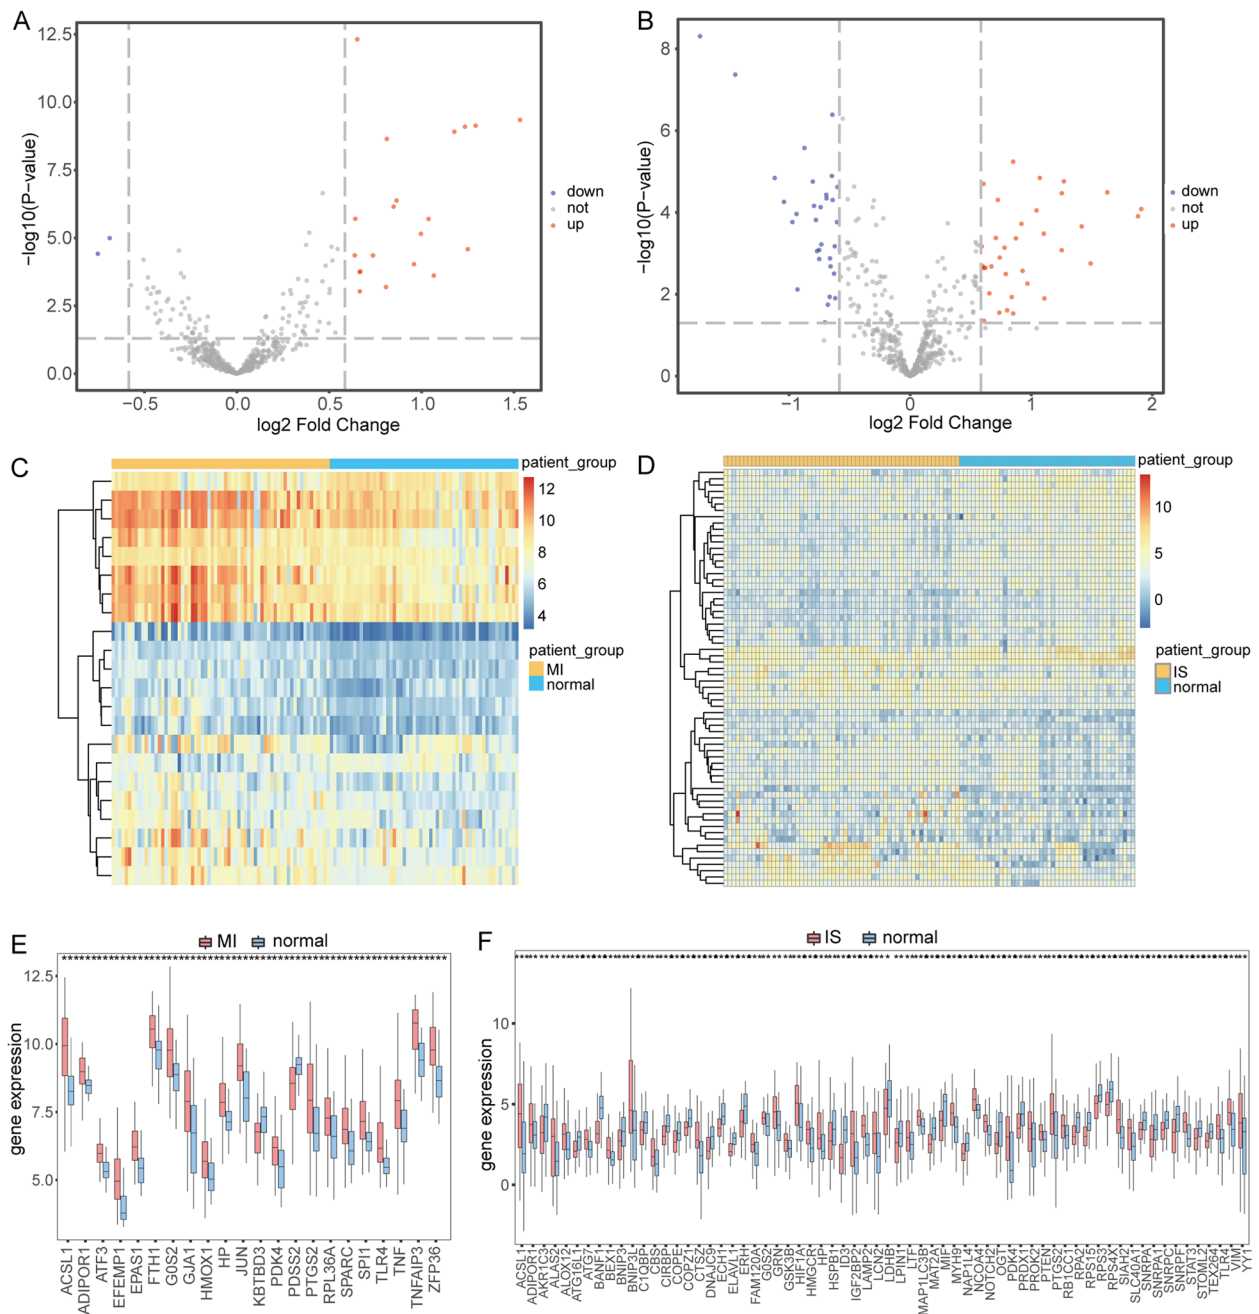 A
12.5
10.0
7.5
5.0
2.5
0.0
−log10(P−value)
−0.5
0.0
0.5
1.0
1.5
log2 Fold Change
down
not
up
B
8
6
4
2
0
−log10(P−value)
−1
0
1
2
log2 Fold Change
down
not
up
C
patient_group
12
10
8
6
4
patient_group
MI
normal
D
patient_group
10
5
0
patient_group
IS
normal
E
MI
normal
12.5
10.0
7.5
5.0
gene expression
ACSL1
ADIPOR1
ATF3
EFEMP1
EPAS1
FTH1
G0S2
GJA1
HMOX1
HP
JUN
KBTBD3
PDK4
PDSS2
PTGS2
RPL36A
SPARC
SPI1
TLR4
TNF
TNFAIP3
ZFP36
F
IS
normal
10
5
0
gene expression
ACSL1
ADIPOR1
AKR1C3
ALAS2
ALOX12
ATG16L1
ATG7
BANF1
BEX1
BNIP3
BNIP3L
C1QBP
CBS
CIRBP
COPE
COPZ1
CTSZ
DNAJC9
ECH1
ELAVL1
ERH
FAM120A
G0S2
GRN
GSK3B
HIF1A
HMGCR
HP
HSPB1
ID3
IGF2BP2
LAMP2
LCN2
LDHB
LPIN1
LTF
MAP1LC3B
MAT2A
MIF
MYH9
NAP1L4
NCOA4
NOTCH2
OGT
PDK4
PRDX1
PROK2
PTEN
PTGS2
RB1CC1
RPA2
RPS15
RPS3
RPS4X
SIAH2
SLC2A11
SNRPA
SNRPA1
SNRPC
SNRPF
STAT3
STOML2
TEX264
TLR4
VIM
YY1